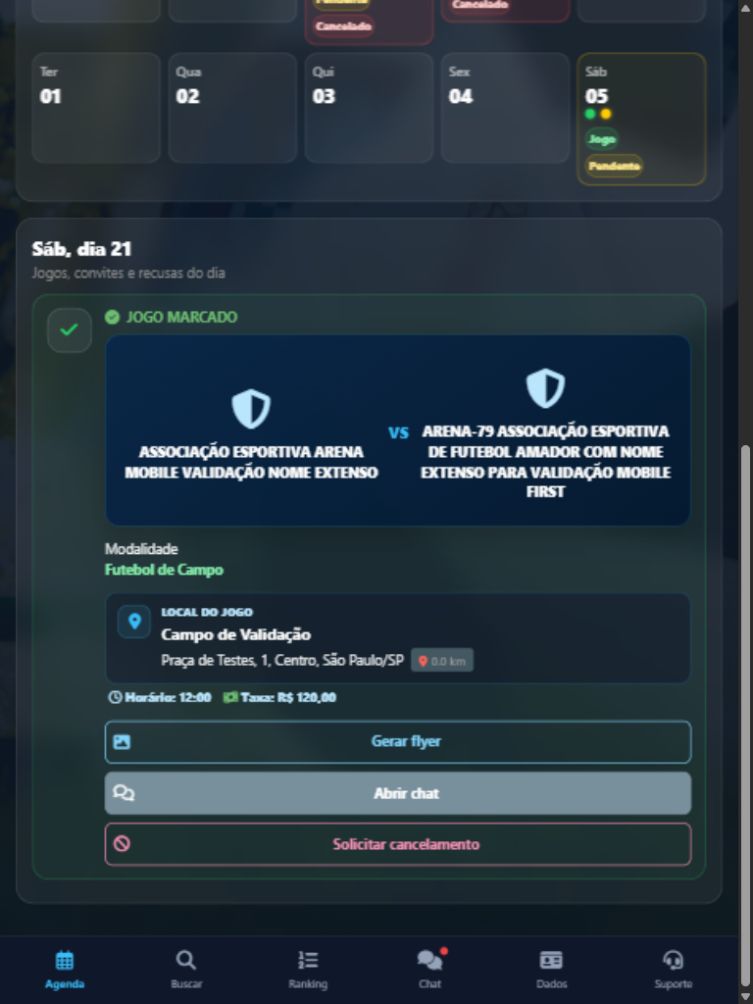 Pendente
Cancelado
Cancelado
Ter
01
Qua
02
Qui
03
Sex
04
Sáb
05
Jogo
Pendente
Sáb, dia 21
Jogos, convites e recusas do dia
JOGO MARCADO
ASSOCIAÇÃO ESPORTIVA ARENA
MOBILE VALIDAÇÃO NOME EXTENSO
VS
ARENA-79 ASSOCIAÇÃO ESPORTIVA
DE FUTEBOL AMADOR COM NOME
EXTENSO PARA VALIDAÇÃO MOBILE
FIRST
Modalidade
Futebol de Campo
LOCAL DO JOGO
Campo de Validação
Praça de Testes, 1, Centro, São Paulo/SP 0.0 km
Horário: 12:00 Taxa: R$ 120,00
Gerar flyer
Abrir chat
Solicitar cancelamento
Agenda
Buscar
Ranking
Chat
Dados
Suporte